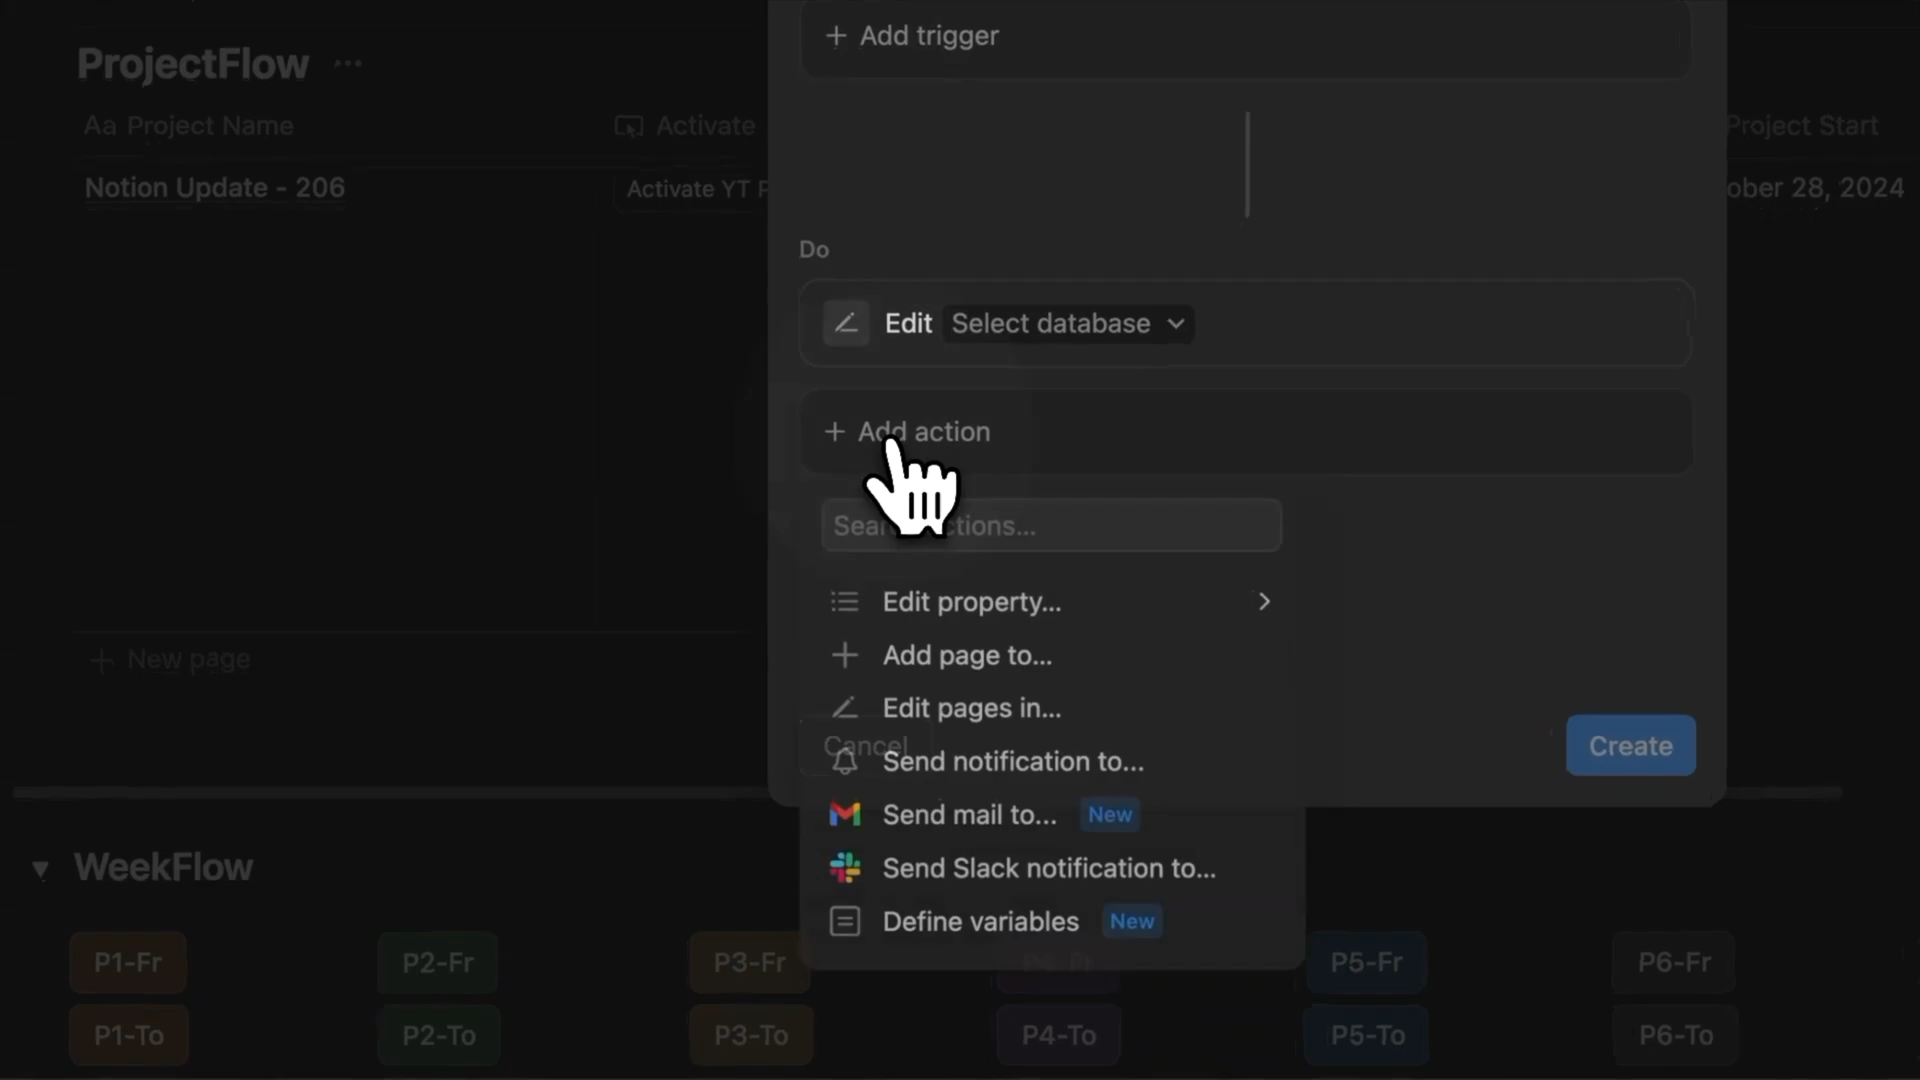 + Add trigger
ProjectFlow ...
Aa Project Name
Activate
Project Start
Notion Update - 206
Activate YT P
ober 28, 2024
Do
Edit Select database
+ Add action
Edit property...
+ New page
Add page to...
Edit pages in...
Cancel
Create
Send notification to...
Send mail to... New
WeekFlow
Send Slack notification to...
Define variables New
P1-Fr
P2-Fr
P3-Fr
P5-Fr
P6-Fr
P1-To
P2-To
P3-To
P4-To
P5-To
P6-To